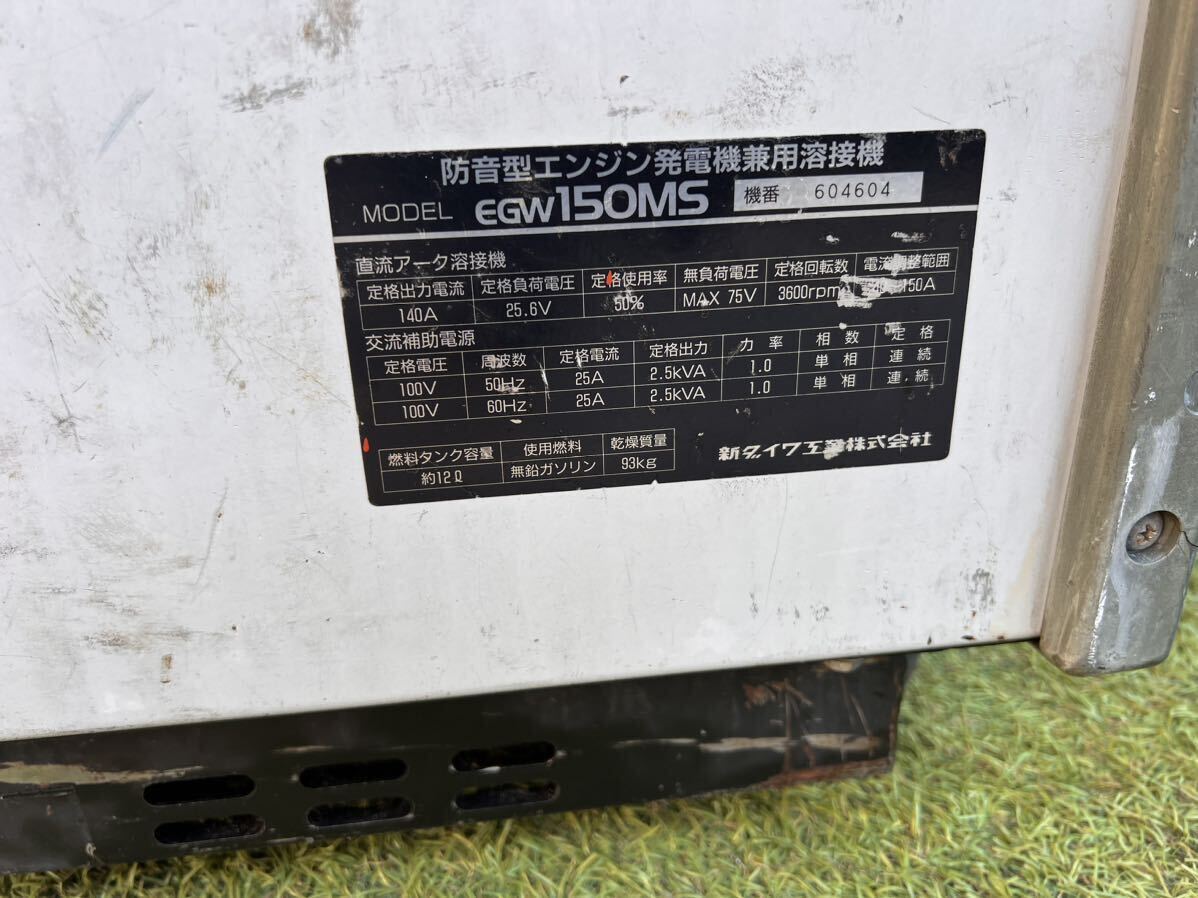 防音型エンジン発電機兼用溶接機
MODEL EGW150MS 機番 604604
直流アーク溶接機
定格出力電流 定格負荷電圧 定格使用率 無負荷電圧 定格回転数 電流調整範囲
140A 25.6V 50% MAX 75V 3600rpm 150A
交流補助電源
定格電圧 周波数 定格電流 定格出力 力率 相数 定格
100V 50Hz 25A 2.5kVA 1.0 単相 連続
100V 60Hz 25A 2.5kVA 1.0 単相 連続
燃料タンク容量 使用燃料 乾燥質量
約12ℓ 無鉛ガソリン 93kg
新ダイワ工業株式会社